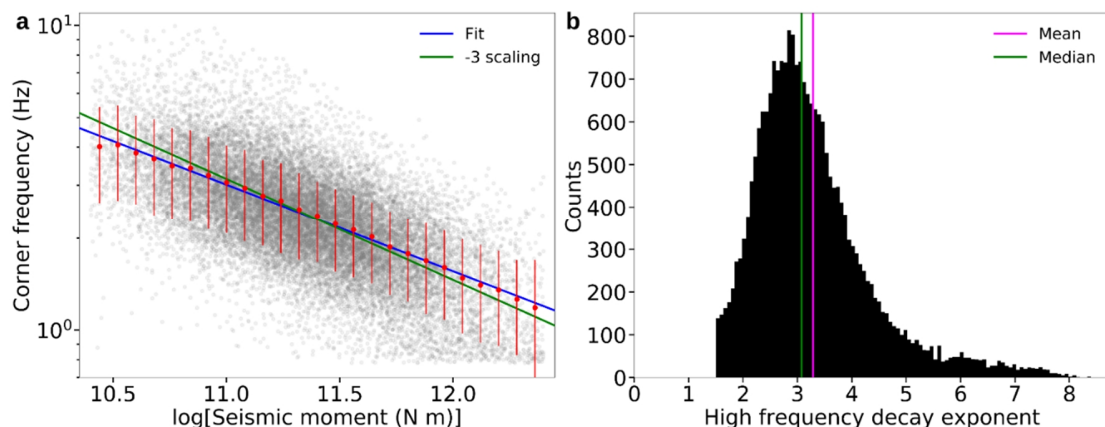 a
10¹
Corner frequency (Hz)
10⁰
Fit
-3 scaling
10.5 11.0 11.5 12.0
log[Seismic moment (N m)]
b
800
700
600
500
400
300
200
100
0
Counts
Mean
Median
0 1 2 3 4 5 6 7 8
High frequency decay exponent